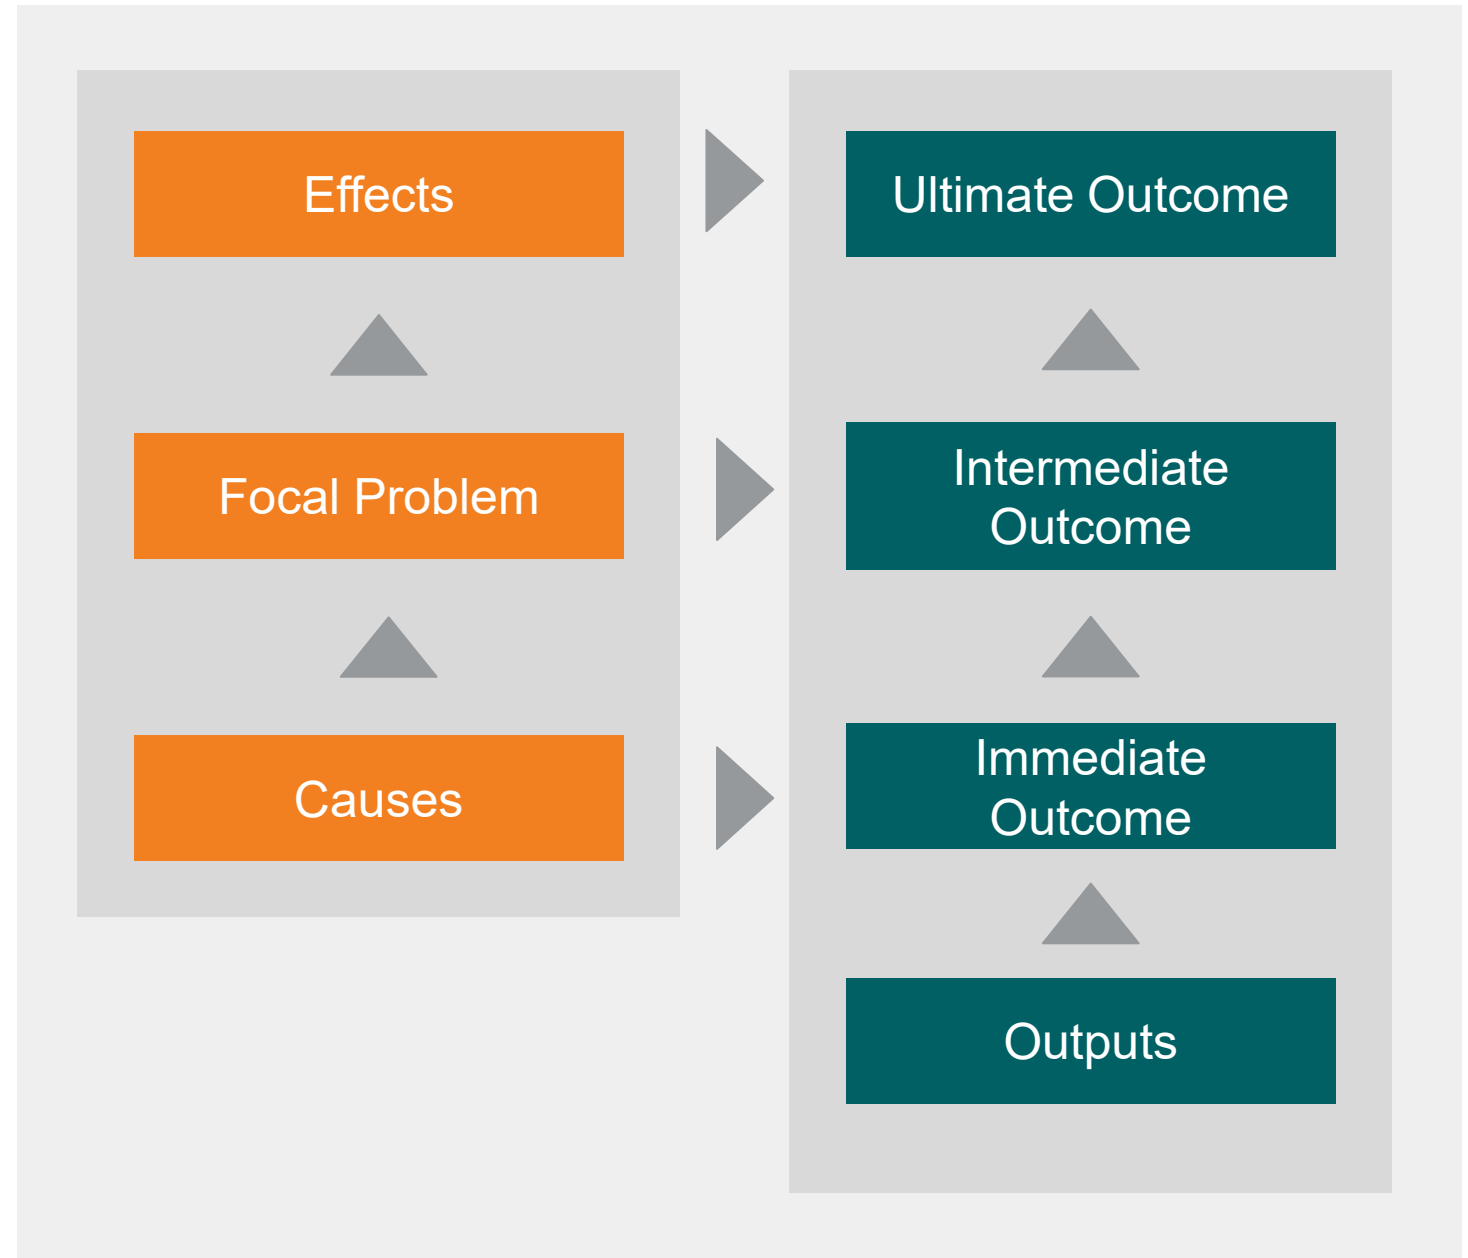 Effects
Focal Problem
Causes
Ultimate Outcome
Intermediate
Outcome
Immediate
Outcome
Outputs